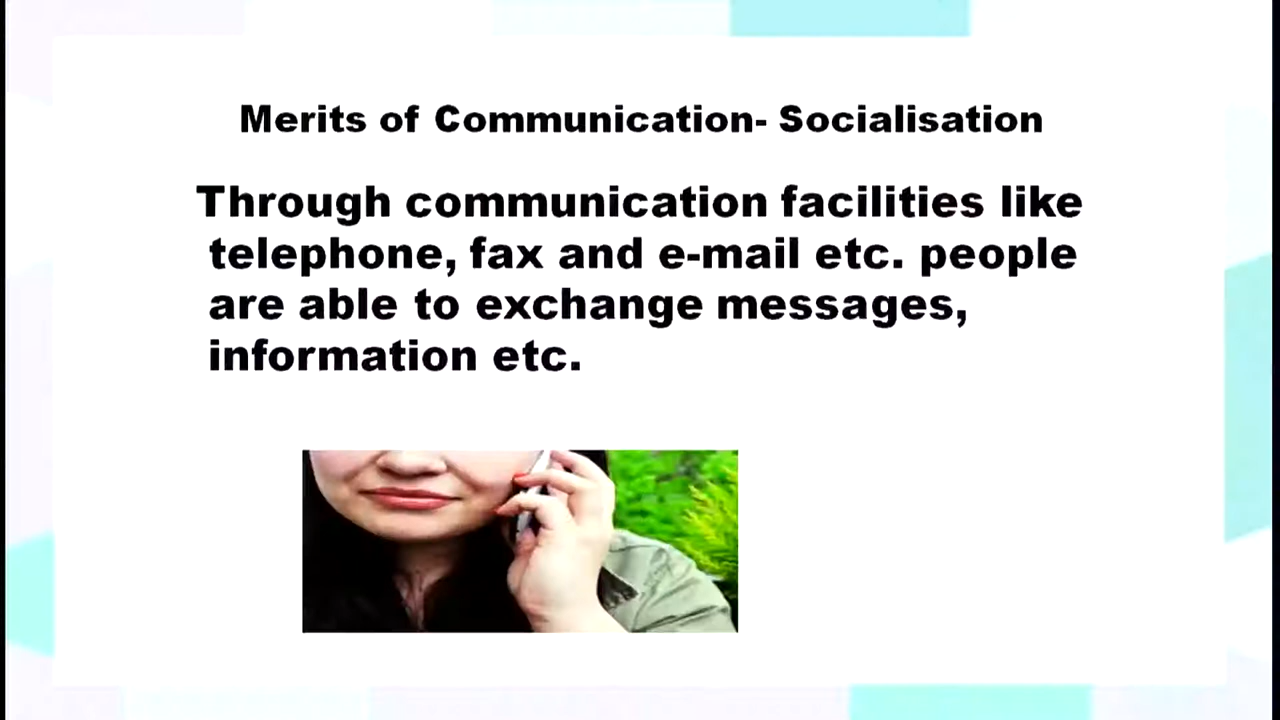 Merits of Communication- Socialisation
Through communication facilities like
telephone, fax and e-mail etc. people
are able to exchange messages,
information etc.